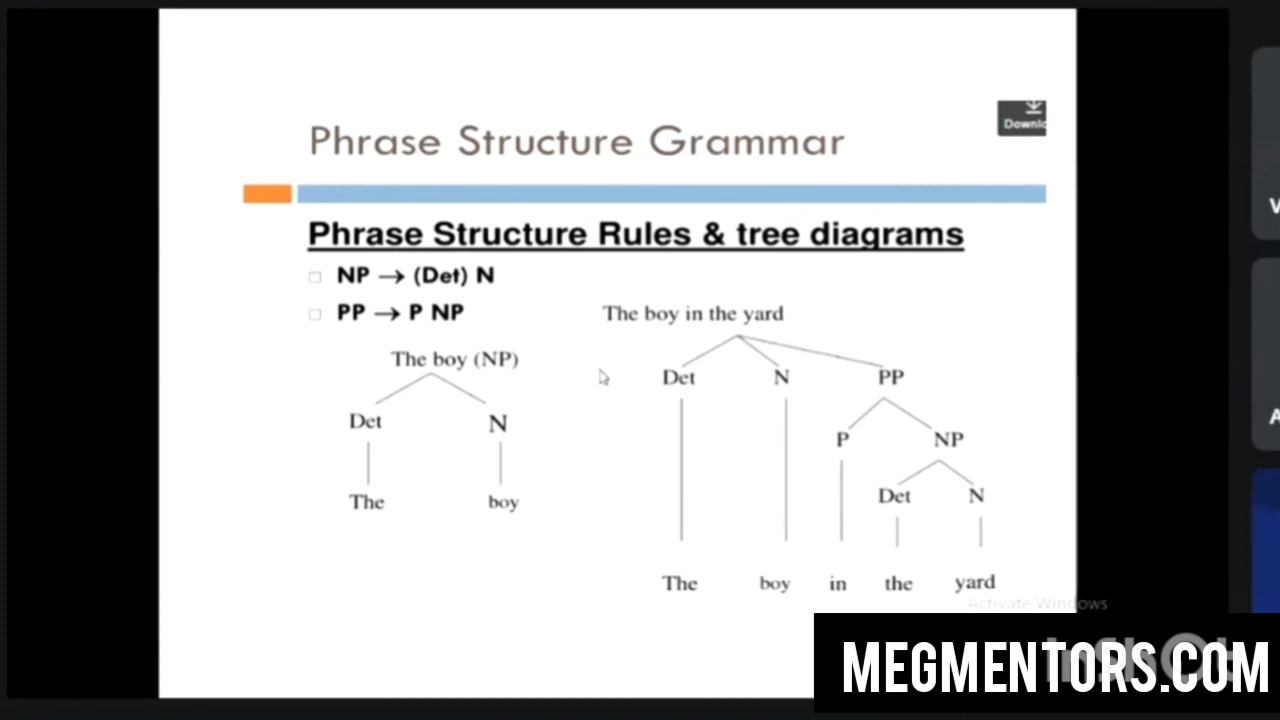 Downlo
Phrase Structure Grammar
Phrase Structure Rules & tree diagrams
NP → (Det) N
PP → P NP
The boy in the yard
The boy (NP)
Det N PP
Det N
P NP
Det N
The boy
The boy in the yard
Activate Windows
MEGMENTORS.COM
V
A